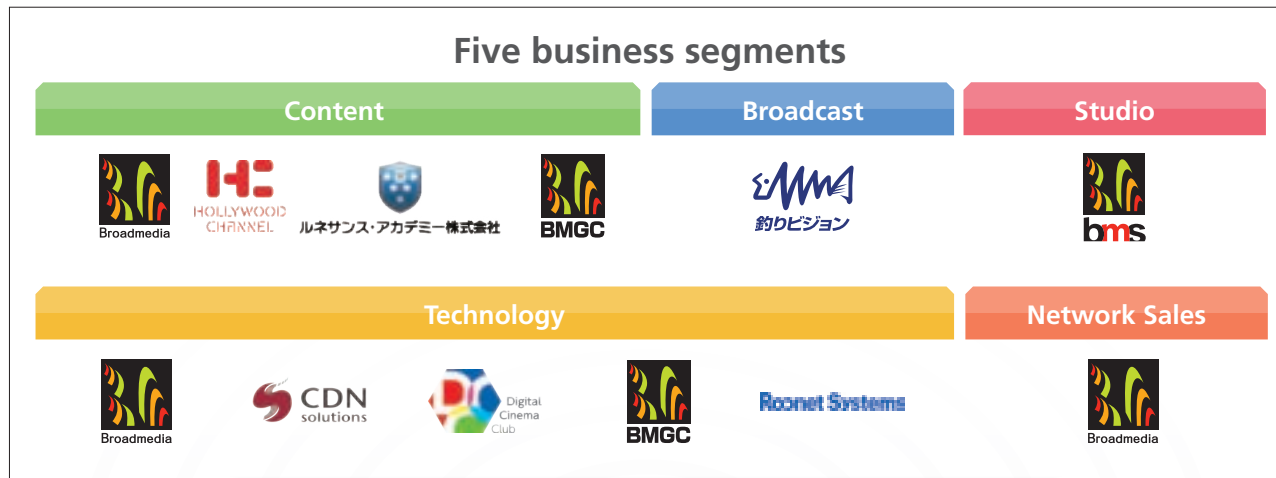 Five business segments
Content
Broadcast
Studio
Broadmedia
HOLLYWOOD
CHANNEL
ルネサンス・アカデミー株式会社
BMGC
釣りビジョン
bms
Technology
Network Sales
Broadmedia
CDN
solutions
Digital
Cinema
Club
BMGC
Systems
Broadmedia